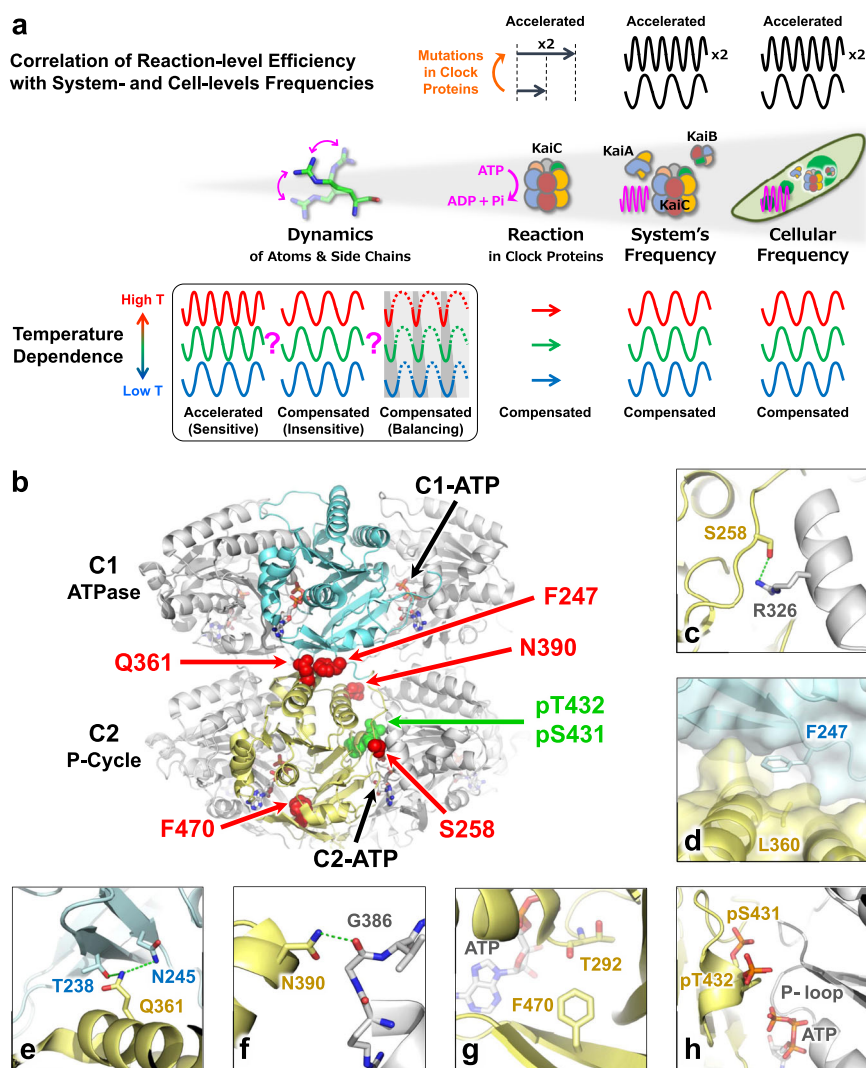 a
Correlation of Reaction-level Efficiency
with System- and Cell-levels Frequencies
Mutations
in Clock
Proteins
Accelerated
x2
Accelerated
x2
Accelerated
x2
KaiC
ATP
ADP + Pi
KaiA
KaiB
KaiC
Dynamics
of Atoms & Side Chains
Reaction
in Clock Proteins
System's
Frequency
Cellular
Frequency
Temperature
Dependence
High T
Low T
?
?
Accelerated
(Sensitive)
Compensated
(Insensitive)
Compensated
(Balancing)
Compensated
Compensated
Compensated
b
C1
ATPase
C2
P-Cycle
C1-ATP
F247
Q361
N390
pT432
pS431
F470
S258
C2-ATP
S258
R326
c
F247
L360
d
T238
N245
Q361
e
G386
N390
f
ATP
T292
F470
g
pS431
pT432
P- loop
ATP
h